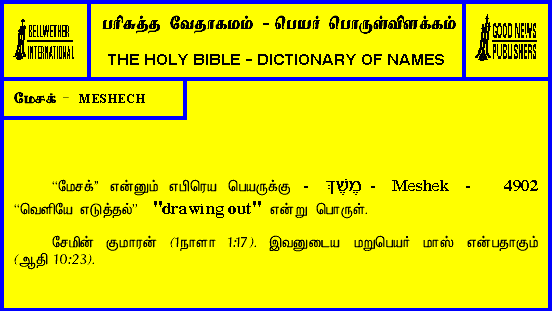 BELLWETHER
INTERNATIONAL
பரிசுத்த வேதாகமம் - பெயர் பொருள்விளக்கம்
THE HOLY BIBLE - DICTIONARY OF NAMES
GOOD NEWS
PUBLISHERS
மேசக் - MESHECH
“மேசக்” என்னும் எபிரெய பெயருக்கு - מֶשֶׁךְ - Meshek - 4902
“வெளியே எடுத்தல்” "drawing out" என்று பொருள்.
சேமின் குமாரன் (1நாளா 1:17). இவனுடைய மறுபெயர் மாஸ் என்பதாகும்
(ஆதி 10:23).